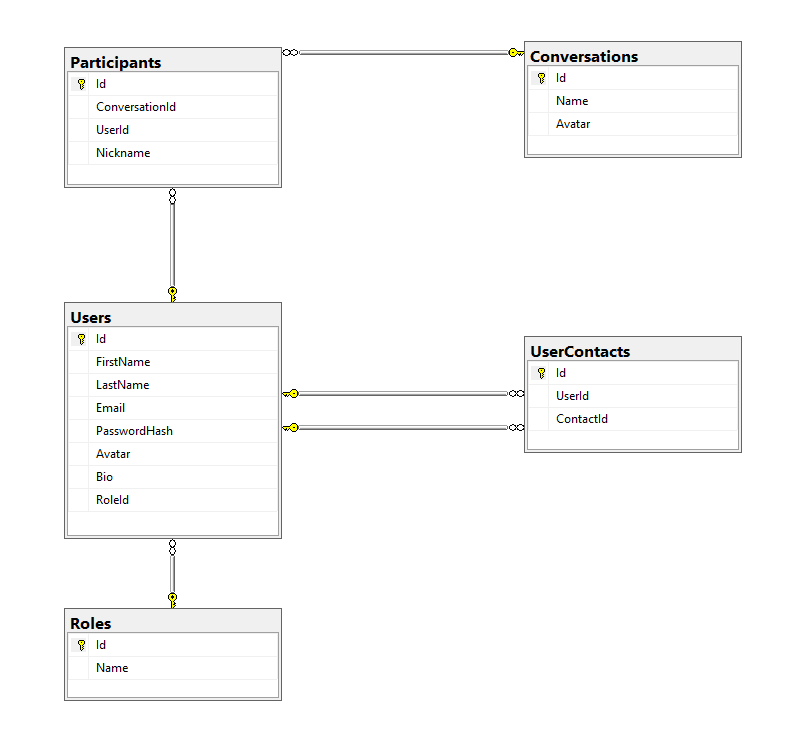 Participants
Id
ConversationId
UserId
Nickname
Conversations
Id
Name
Avatar
Users
Id
FirstName
LastName
Email
PasswordHash
Avatar
Bio
RoleId
UserContacts
Id
UserId
ContactId
Roles
Id
Name